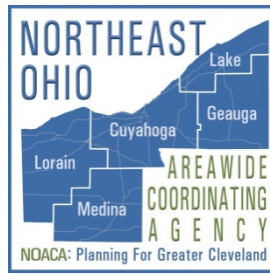 NORTHEAST
OHIO
Lake
Geauga
Cuyahoga
Lorain
Medina
AREAWIDE
COORDINATING
AGENCY
NOACA: Planning For Greater Cleveland